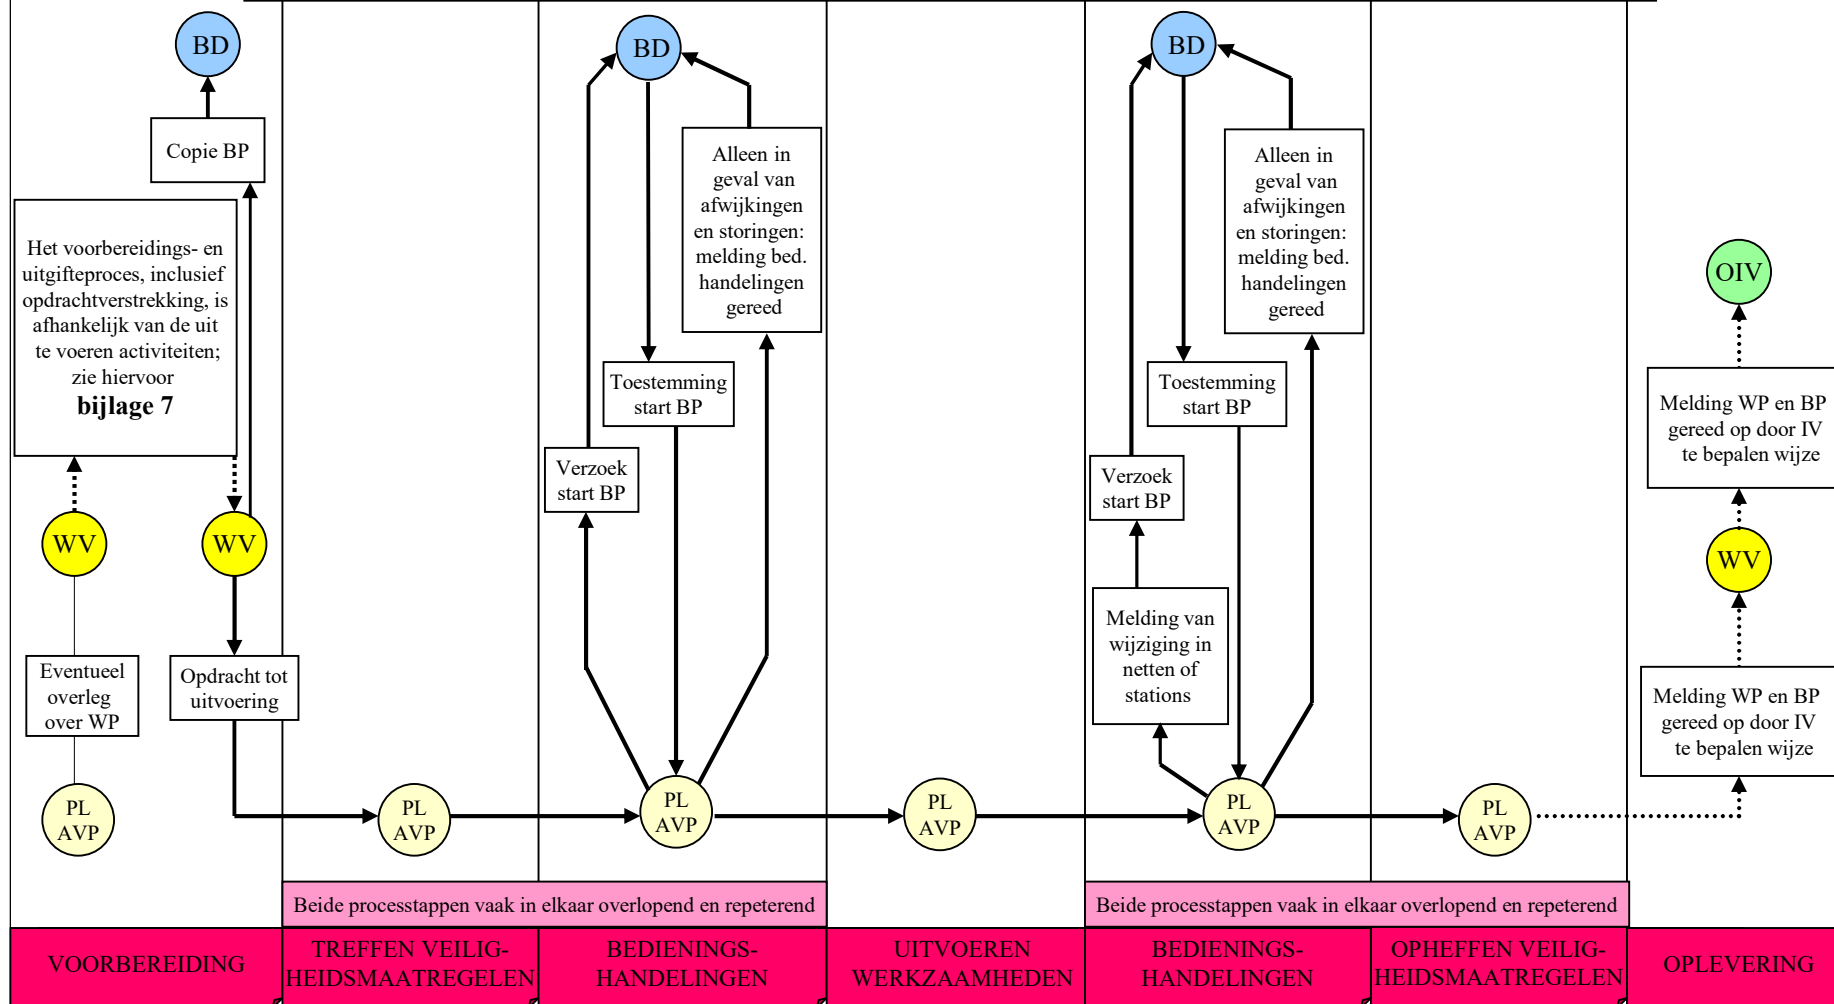 BD
Copie BP
Het voorbereidings- en
uitgifteproces, inclusief
opdrachtverstrekking, is
afhankelijk van de uit
te voeren activiteiten;
zie hiervoor
bijlage 7
WV
WV
Eventueel
overleg
over WP
Opdracht tot
uitvoering
PL
AVP
PL
AVP
BD
Alleen in
geval van
afwijkingen
en storingen:
melding bed.
handelingen
gereed
Toestemming
start BP
Verzoek
start BP
PL
AVP
PL
AVP
BD
Alleen in
geval van
afwijkingen
en storingen:
melding bed.
handelingen
gereed
Toestemming
start BP
Verzoek
start BP
Melding van
wijziging in
netten of
stations
PL
AVP
PL
AVP
OIV
Melding WP en BP
gereed op door IV
te bepalen wijze
WV
Melding WP en BP
gereed op door IV
te bepalen wijze
Beide processtappen vaak in elkaar overlopend en repeterend
Beide processtappen vaak in elkaar overlopend en repeterend
VOORBEREIDING
TREFFEN VEILIG-
HEIDSMAATREGELEN
BEDIENINGS-
HANDELINGEN
UITVOEREN
WERKZAAMHEDEN
BEDIENINGS-
HANDELINGEN
OPHEFFEN VEILIG-
HEIDSMAATREGELEN
OPLEVERING